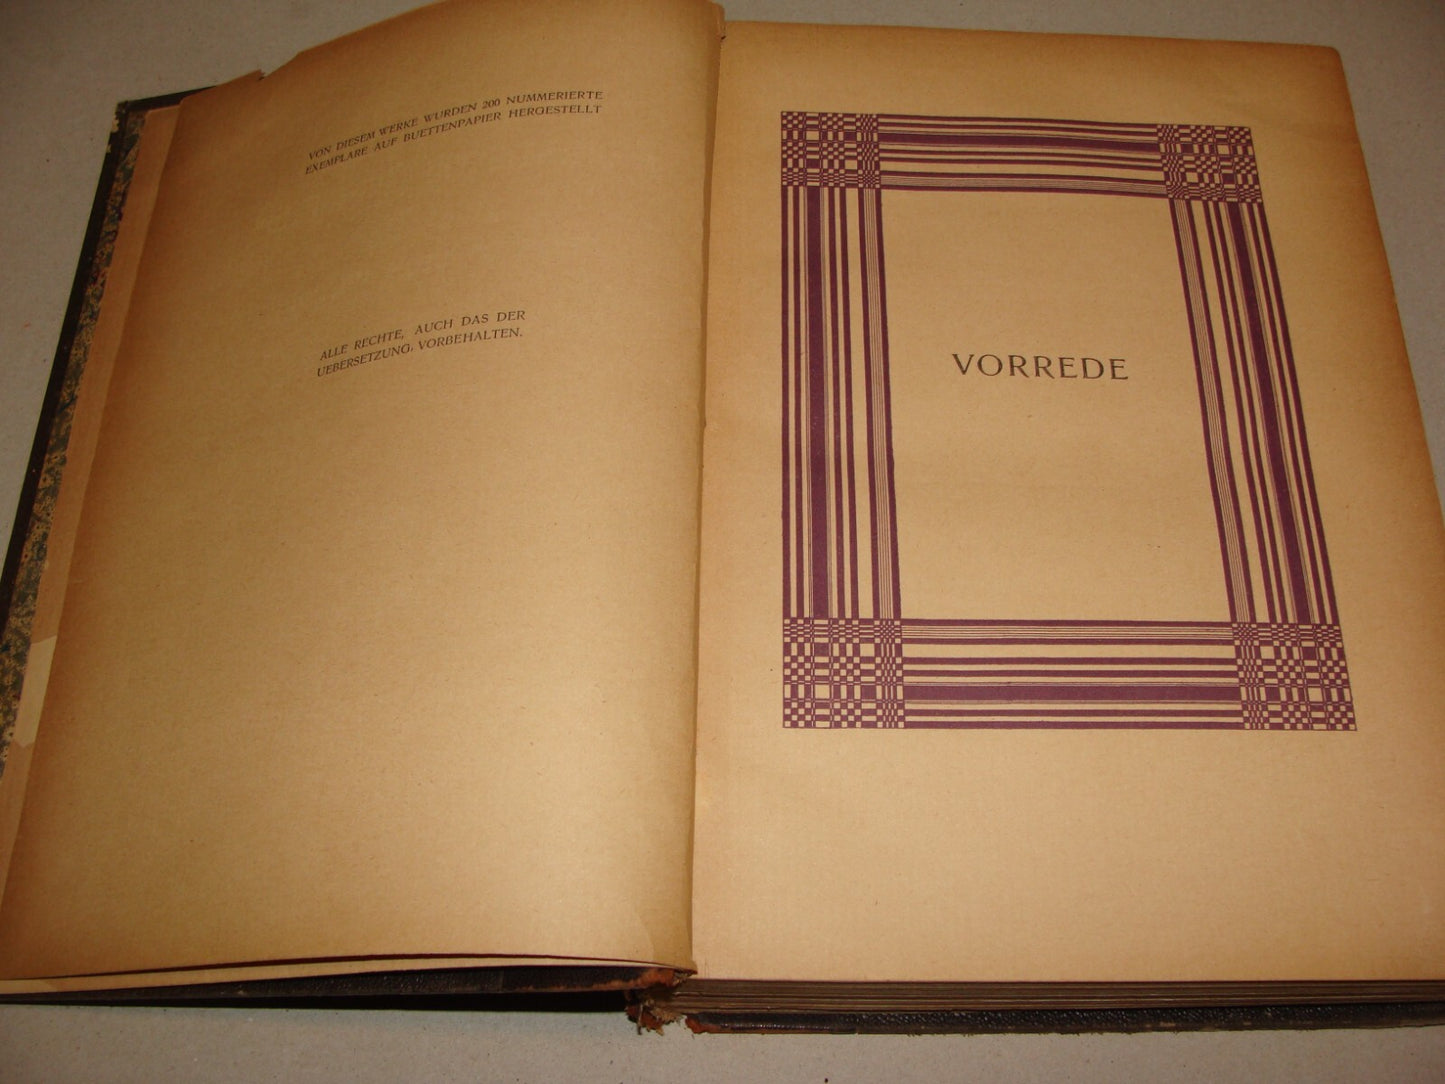 VON DIESEM WERKE WURDEN 200 NUMMERIERTE
EXEMPLARE AUF BUETTENPAPIER HERGESTELLT
ALLE RECHTE, AUCH DAS DER
UEBERSETZUNG, VORBEHALTEN.
VORREDE